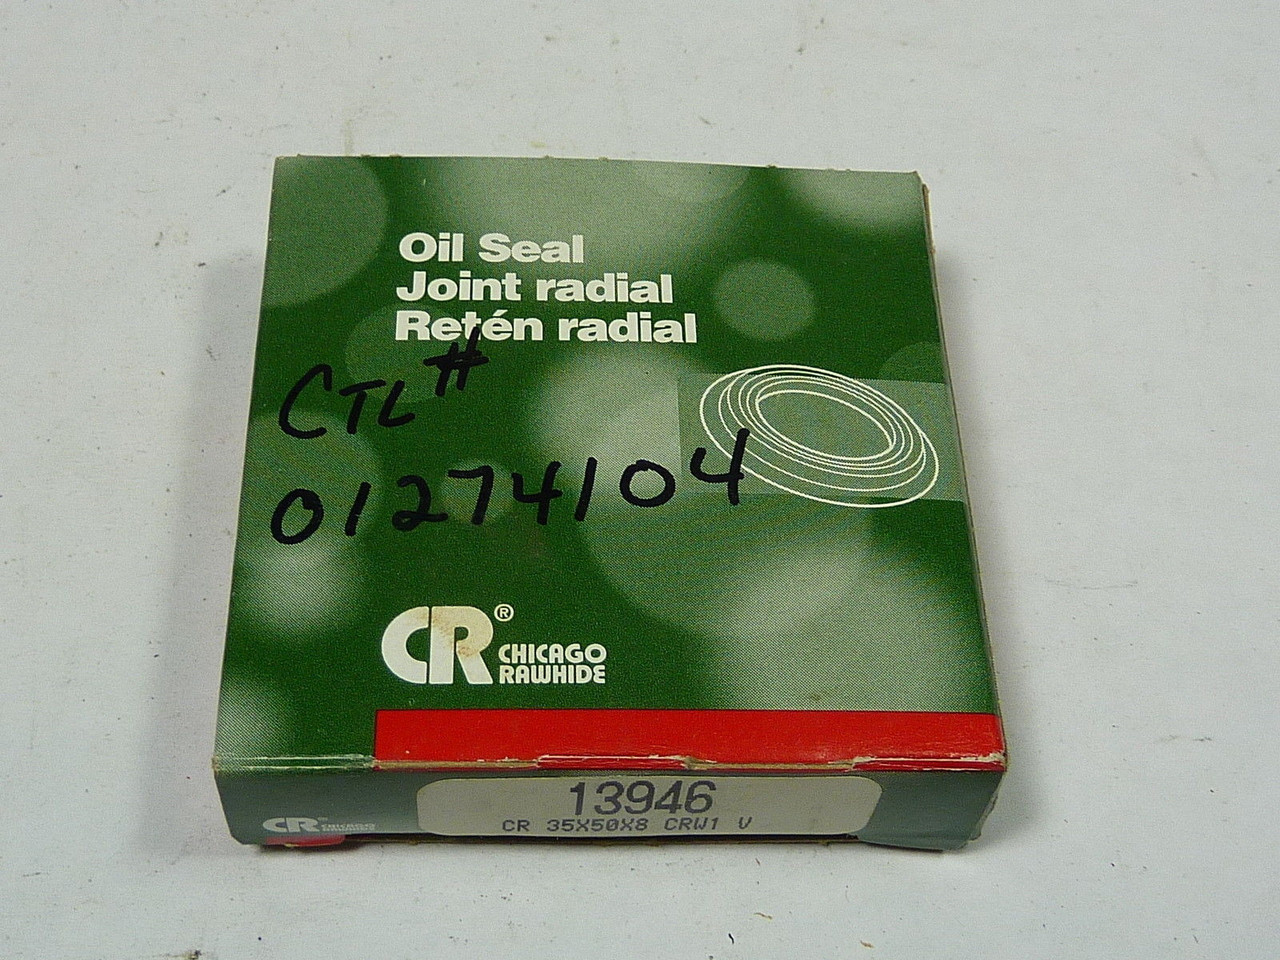 Oil Seal
Joint radial
Retén radial
CTL #
01274104
CR® CHICAGO
RAWHIDE
CR CHICAGO
RAWHIDE
13946
CR 35X50X8 CRW1 V